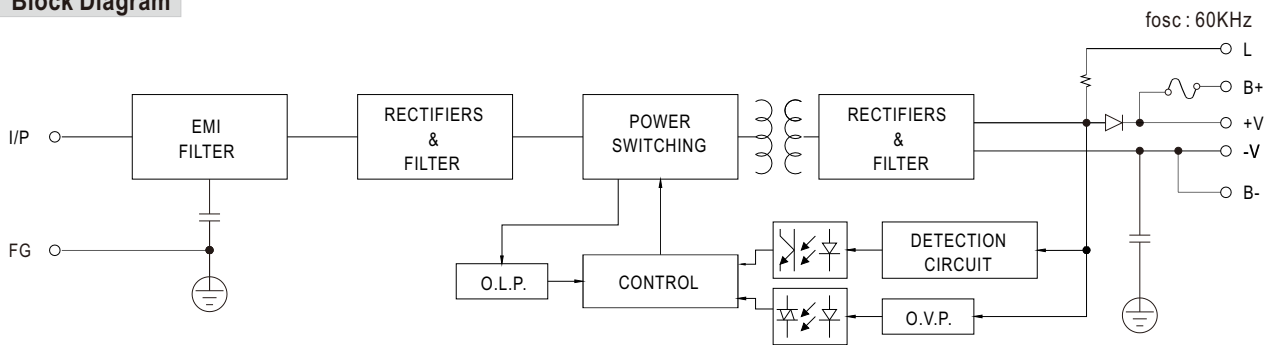 Block Diagram
fosc : 60KHz
L
B+
+V
-V
B-
I/P
EMI
FILTER
RECTIFIERS
&
FILTER
POWER
SWITCHING
RECTIFIERS
&
FILTER
FG
O.L.P.
CONTROL
DETECTION
CIRCUIT
O.V.P.